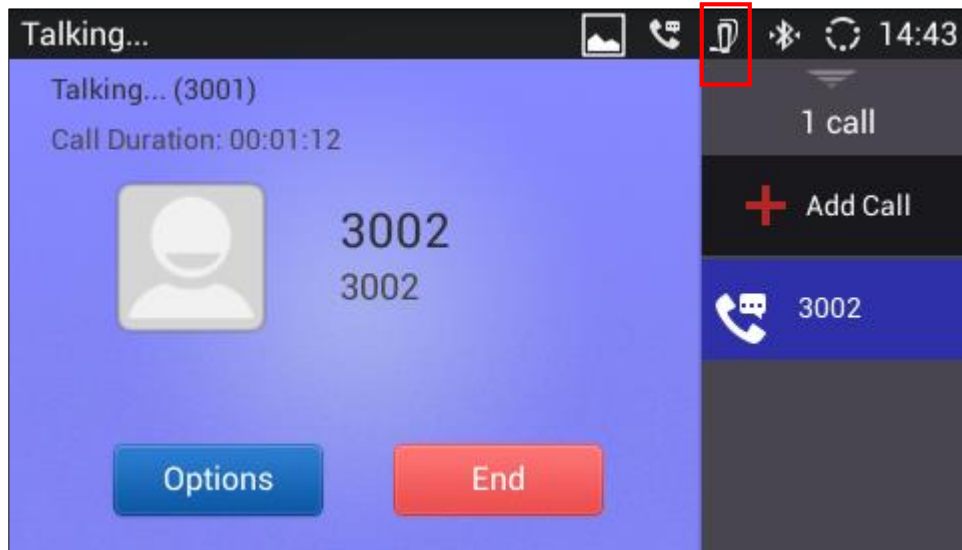 Talking...
14:43
Talking... (3001)
Call Duration: 00:01:12
3002
3002
Options
End
1 call
Add Call
3002